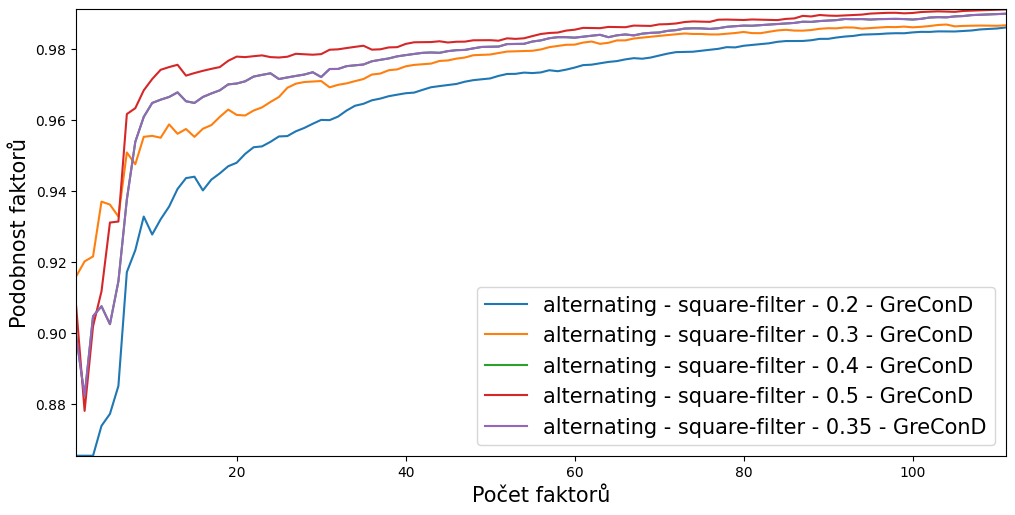 Podobnost faktorů
0.98
0.96
0.94
0.92
0.90
0.88
20 40 60 80 100
Počet faktorů
alternating - square-filter - 0.2 - GreConD
alternating - square-filter - 0.3 - GreConD
alternating - square-filter - 0.4 - GreConD
alternating - square-filter - 0.5 - GreConD
alternating - square-filter - 0.35 - GreConD